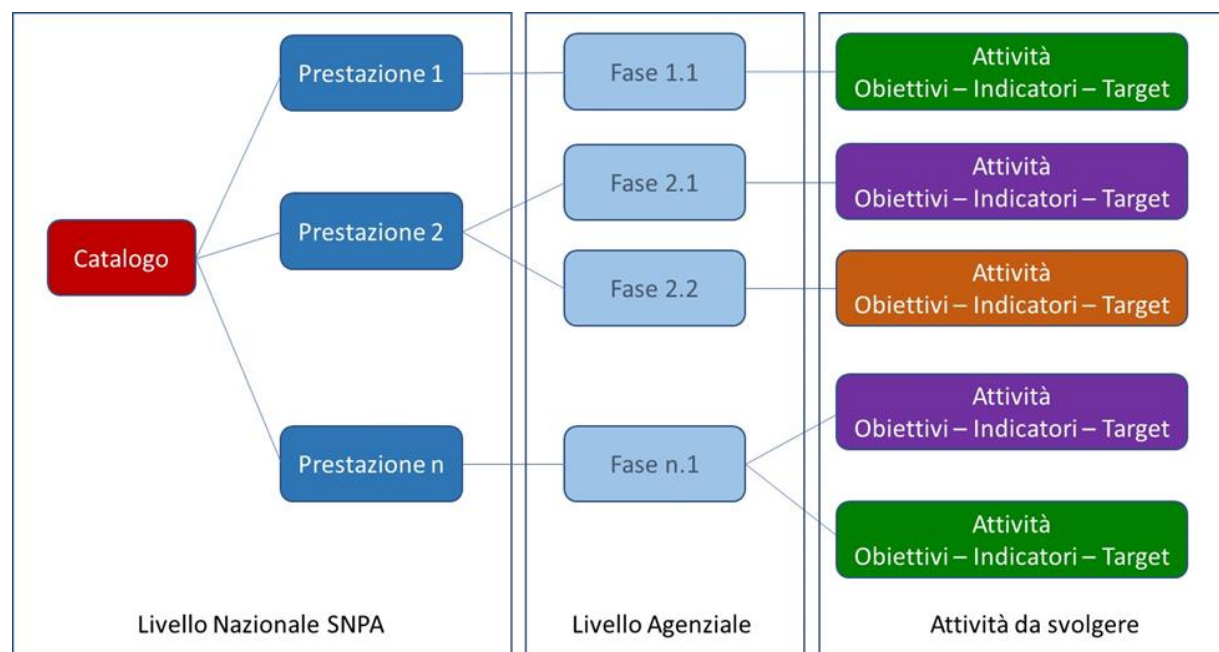 Catalogo
Prestazione 1
Prestazione 2
Prestazione n
Livello Nazionale SNPA
Fase 1.1
Fase 2.1
Fase 2.2
Fase n.1
Livello Agenziale
Attività
Obiettivi – Indicatori – Target
Attività
Obiettivi – Indicatori – Target
Attività
Obiettivi – Indicatori – Target
Attività
Obiettivi – Indicatori – Target
Attività
Obiettivi – Indicatori – Target
Attività da svolgere